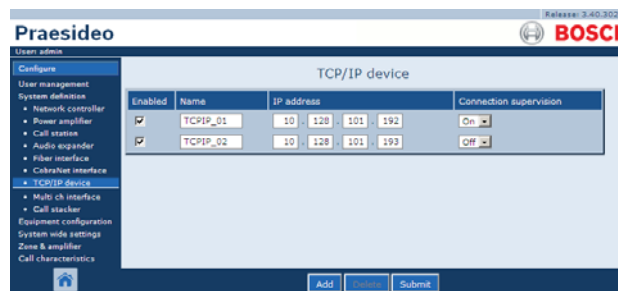 Release: 3.40.302
Praesideo
BOSCH
User: admin
Configure
User management
System definition
• Network controller
• Power amplifier
• Call station
• Audio expander
• Fiber interface
• CobraNet interface
• TCP/IP device
• Multi ch interface
• Call stacker
Equipment configuration
System wide settings
Zone & amplifier
Call characteristics
TCP/IP device
Enabled Name IP address Connection supervision
TCPIP_01 10 . 128 . 101 . 192 On
TCPIP_02 10 . 128 . 101 . 193 Off
Add Delete Submit